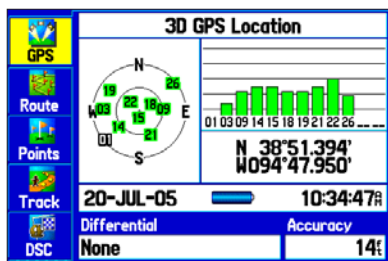 3D GPS Location
GPS
Route
Points
Track
DSC
N
26
19
W
03
22
18
09
E
15
14
21
01
S
01 03 09 14 15 18 19 21 22 26 __ __
N 38°51.394'
W094°47.950'
20-JUL-05
10:34:47A
Differential
Accuracy
None
14ft